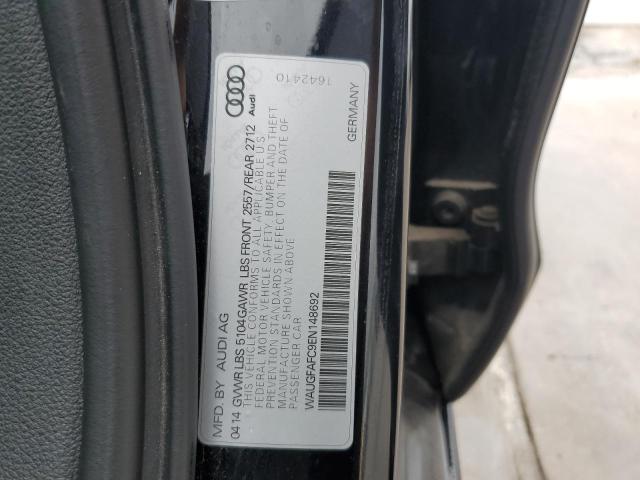 MFD. BY AUDI AG
Audi
04 14 GVWR LBS 5104 GAWR LBS FRONT 2557/REAR 2712
THIS VEHICLE CONFORMS TO ALL APPLICABLE U.S.
FEDERAL MOTOR VEHICLE SAFETY, BUMPER AND THEFT
PREVENTION STANDARDS IN EFFECT ON THE DATE OF
MANUFACTURE SHOWN ABOVE
PASSENGER CAR
WAUGFAFC9EN148692
GERMANY
1642410